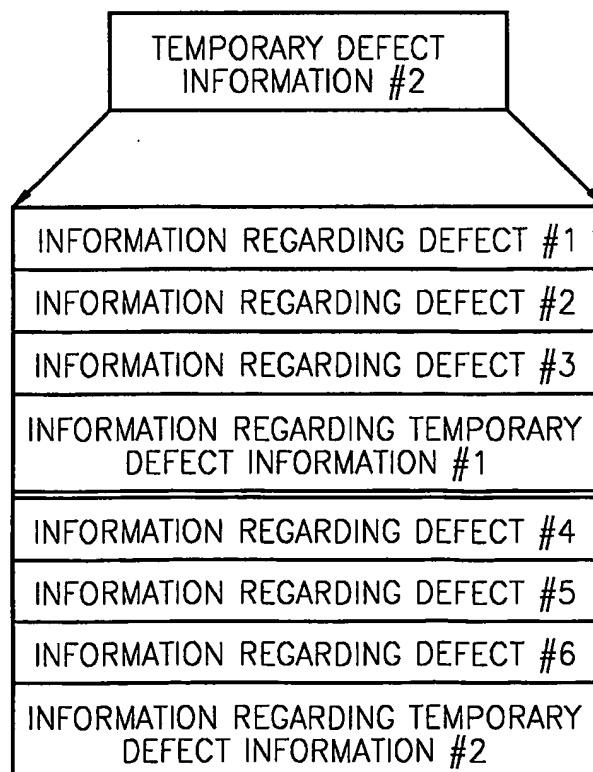 TEMPORARY DEFECT
INFORMATION #2
INFORMATION REGARDING DEFECT #1
INFORMATION REGARDING DEFECT #2
INFORMATION REGARDING DEFECT #3
INFORMATION REGARDING TEMPORARY
DEFECT INFORMATION #1
INFORMATION REGARDING DEFECT #4
INFORMATION REGARDING DEFECT #5
INFORMATION REGARDING DEFECT #6
INFORMATION REGARDING TEMPORARY
DEFECT INFORMATION #2